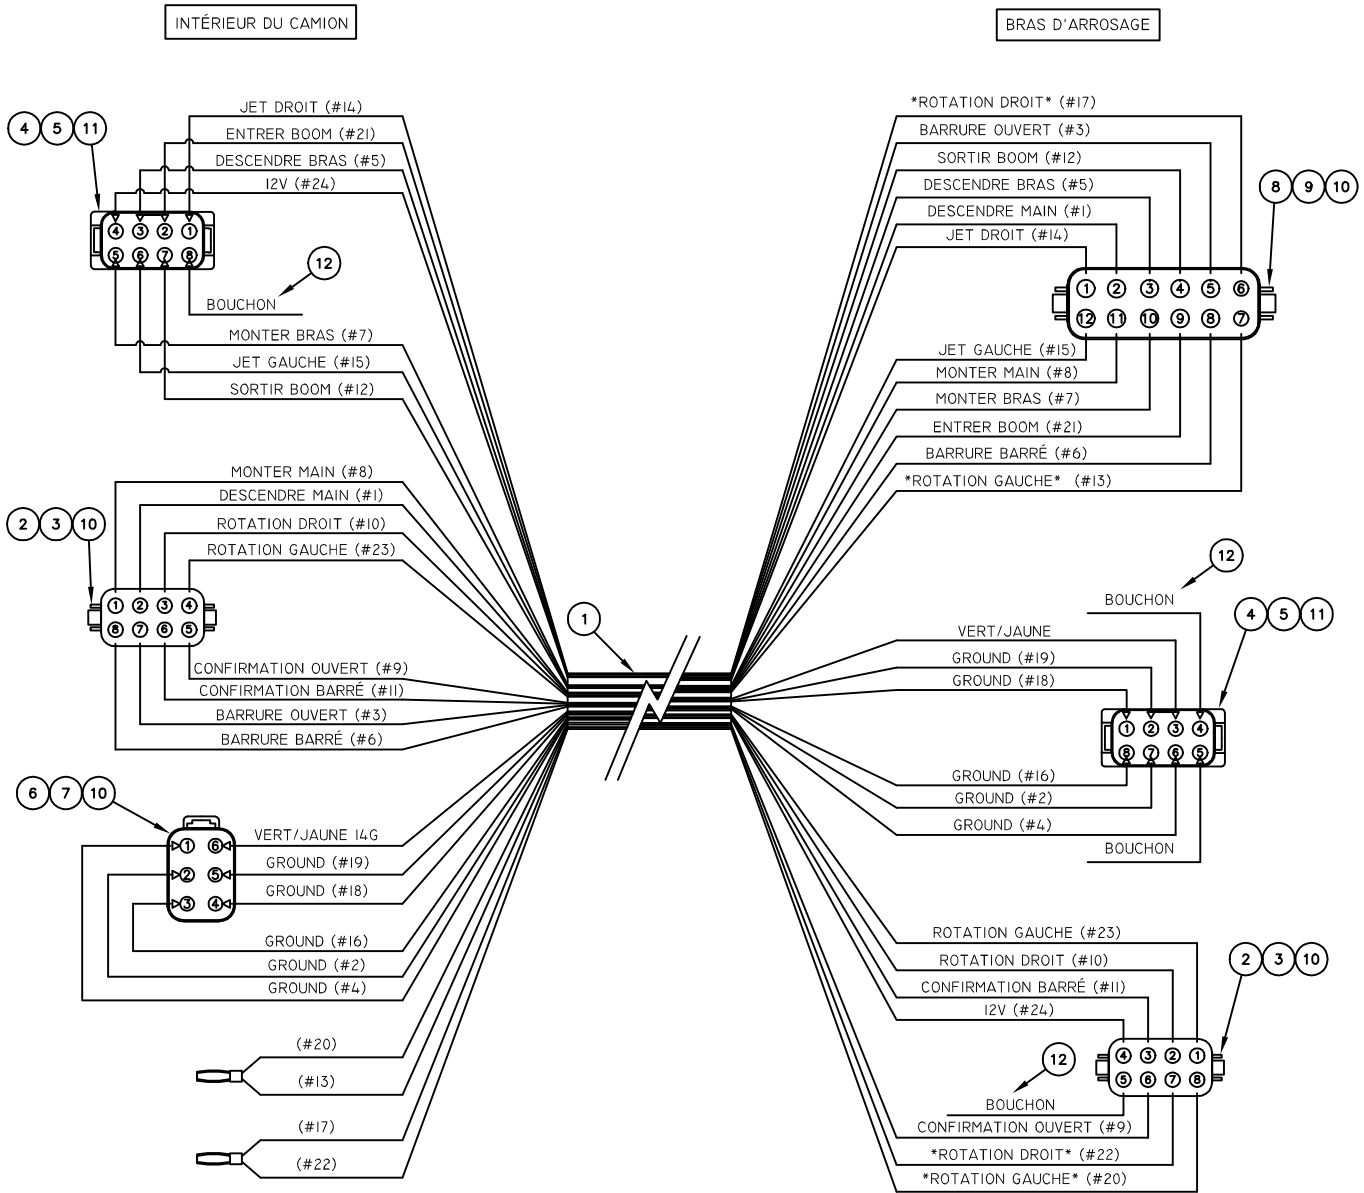 INTÉRIEUR DU CAMION
BRAS D'ARROSAGE
4 5 11
JET DROIT (#14)
ENTRER BOOM (#21)
DESCENDRE BRAS (#5)
12V (#24)
4 3 2 1
5 6 7 8
12
BOUCHON
MONTER BRAS (#7)
JET GAUCHE (#15)
SORTIR BOOM (#12)
MONTER MAIN (#8)
DESCENDRE MAIN (#1)
ROTATION DROIT (#10)
ROTATION GAUCHE (#23)
2 3 10
1 2 3 4
8 7 6 5
CONFIRMATION OUVERT (#9)
CONFIRMATION BARRÉ (#11)
BARRURE OUVERT (#3)
BARRURE BARRÉ (#6)
6 7 10
VERT/JAUNE 14G
1 6
GROUND (#19)
2 5
GROUND (#18)
3 4
GROUND (#16)
GROUND (#2)
GROUND (#4)
(#20)
(#13)
(#17)
(#22)
1
*ROTATION DROIT* (#17)
BARRURE OUVERT (#3)
SORTIR BOOM (#12)
DESCENDRE BRAS (#5)
DESCENDRE MAIN (#1)
JET DROIT (#14)
8 9 10
1 2 3 4 5 6
12 11 10 9 8 7
JET GAUCHE (#15)
MONTER MAIN (#8)
MONTER BRAS (#7)
ENTRER BOOM (#21)
BARRURE BARRÉ (#6)
*ROTATION GAUCHE* (#13)
12
BOUCHON
4 5 11
VERT/JAUNE
GROUND (#19)
GROUND (#18)
1 2 3 4
8 7 6 5
GROUND (#16)
GROUND (#2)
GROUND (#4)
BOUCHON
ROTATION GAUCHE (#23)
ROTATION DROIT (#10)
CONFIRMATION BARRÉ (#11)
12V (#24)
2 3 10
4 3 2 1
5 6 7 8
12
BOUCHON
CONFIRMATION OUVERT (#9)
*ROTATION DROIT* (#22)
*ROTATION GAUCHE* (#20)